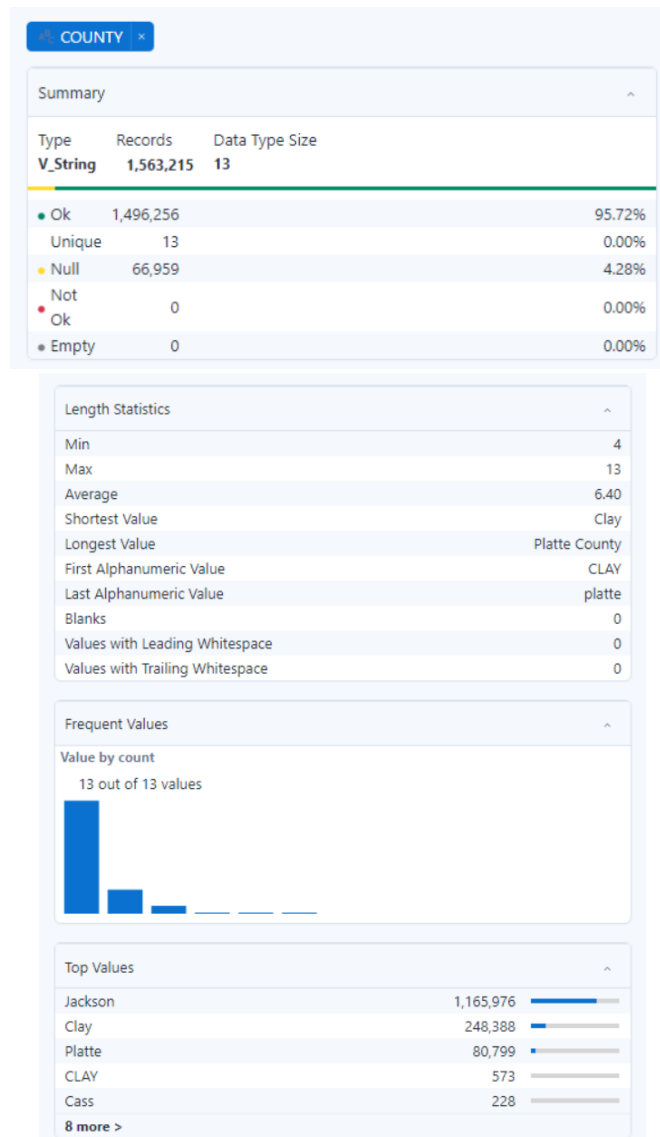 COUNTY ×
Summary
Type Records Data Type Size
V_String 1,563,215 13
Ok 1,496,256 95.72%
Unique 13 0.00%
Null 66,959 4.28%
Not
Ok 0 0.00%
Empty 0 0.00%
Length Statistics
Min 4
Max 13
Average 6.40
Shortest Value Clay
Longest Value Platte County
First Alphanumeric Value CLAY
Last Alphanumeric Value platte
Blanks 0
Values with Leading Whitespace 0
Values with Trailing Whitespace 0
Frequent Values
Value by count
13 out of 13 values
Top Values
Jackson 1,165,976
Clay 248,388
Platte 80,799
CLAY 573
Cass 228
8 more >